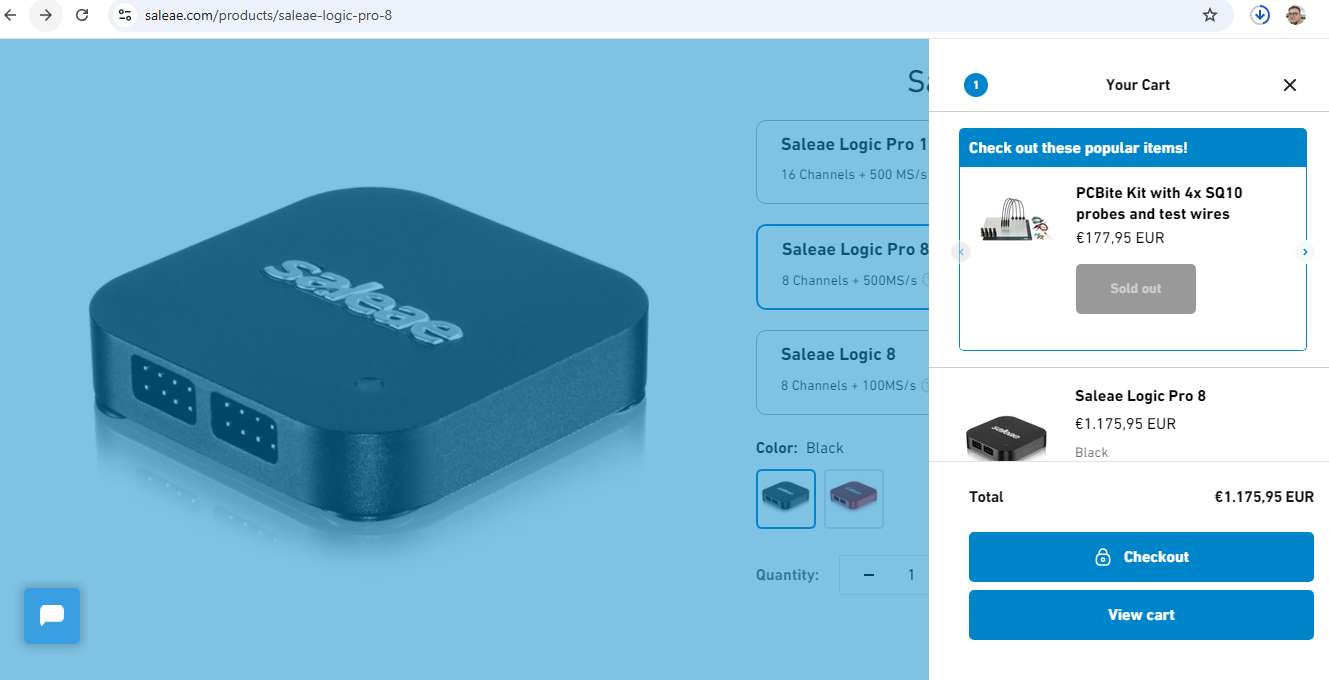 saleae.com/products/saleae-logic-pro-8
saleae
Saleae Logic Pro 1
16 Channels + 500 MS/s
Saleae Logic Pro 8
8 Channels + 500MS/s
Saleae Logic 8
8 Channels + 100MS/s
Color: Black
Quantity:
1
1
Your Cart
Check out these popular items!
PCBite Kit with 4x SQ10
probes and test wires
€177,95 EUR
Sold out
saleae
Saleae Logic Pro 8
€1.175,95 EUR
Black
Total
€1.175,95 EUR
Checkout
View cart